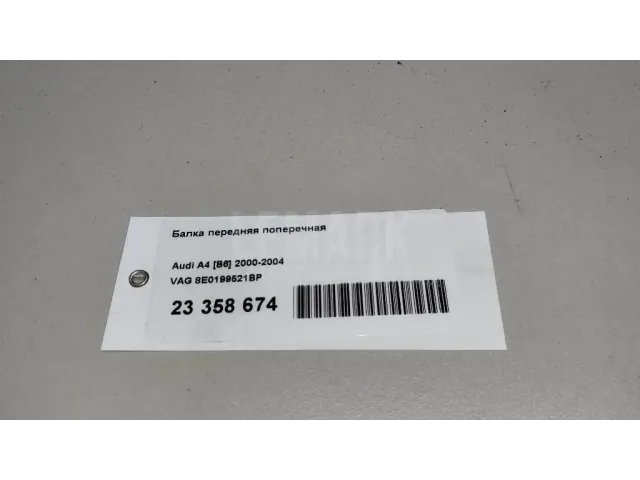 Балка передняя поперечная
Audi A4 [B6] 2000-2004
VAG 8E0199521BP
23 358 674